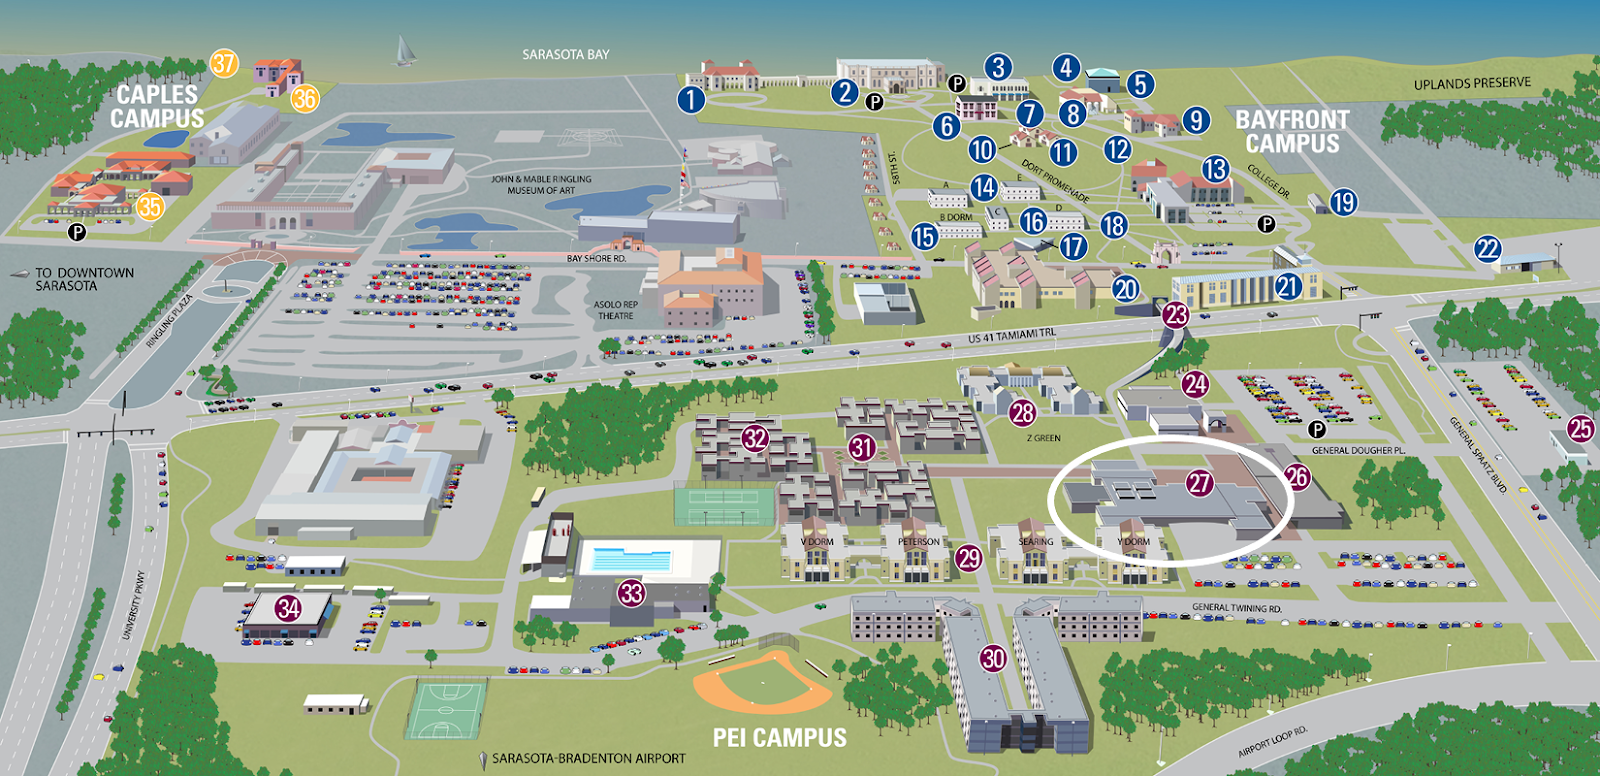 SARASOTA BAY
37
36
CAPLES
CAMPUS
35
P
TO DOWNTOWN
SARASOTA
RINGLING PLAZA
JOHN & MABLE RINGLING
MUSEUM OF ART
BAY SHORE RD.
ASOLO REP
THEATRE
1
2
P
P
3
4
5
6
7
8
9
10
11
12
13
UPLANDS PRESERVE
BAYFRONT
CAMPUS
58TH ST.
DORT PROMENADE
COLLEGE DR.
A
E
14
B DORM
C
D
15
16
17
18
19
P
20
21
22
US 41 TAMIAMI TRL
23
24
25
P
GENERAL DOUGHER PL.
GENERAL SPAATZ BLVD.
26
27
28
Z GREEN
31
32
V DORM
PETERSON
SEARING
Y DORM
29
33
34
UNIVERSITY PKWY
GENERAL TWINING RD.
30
PEI CAMPUS
SARASOTA-BRADENTON AIRPORT
AIRPORT LOOP RD.